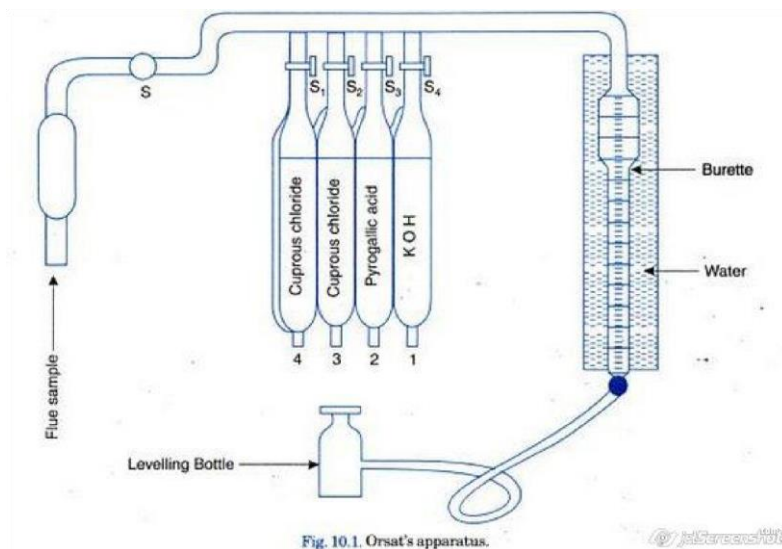 S
S₁ S₂ S₃ S₄
Burette
Water
Cuprous chloride
Cuprous chloride
Pyrogallic acid
K O H
4 3 2 1
Flue sample
Levelling Bottle
Fig. 10.1. Orsat's apparatus.